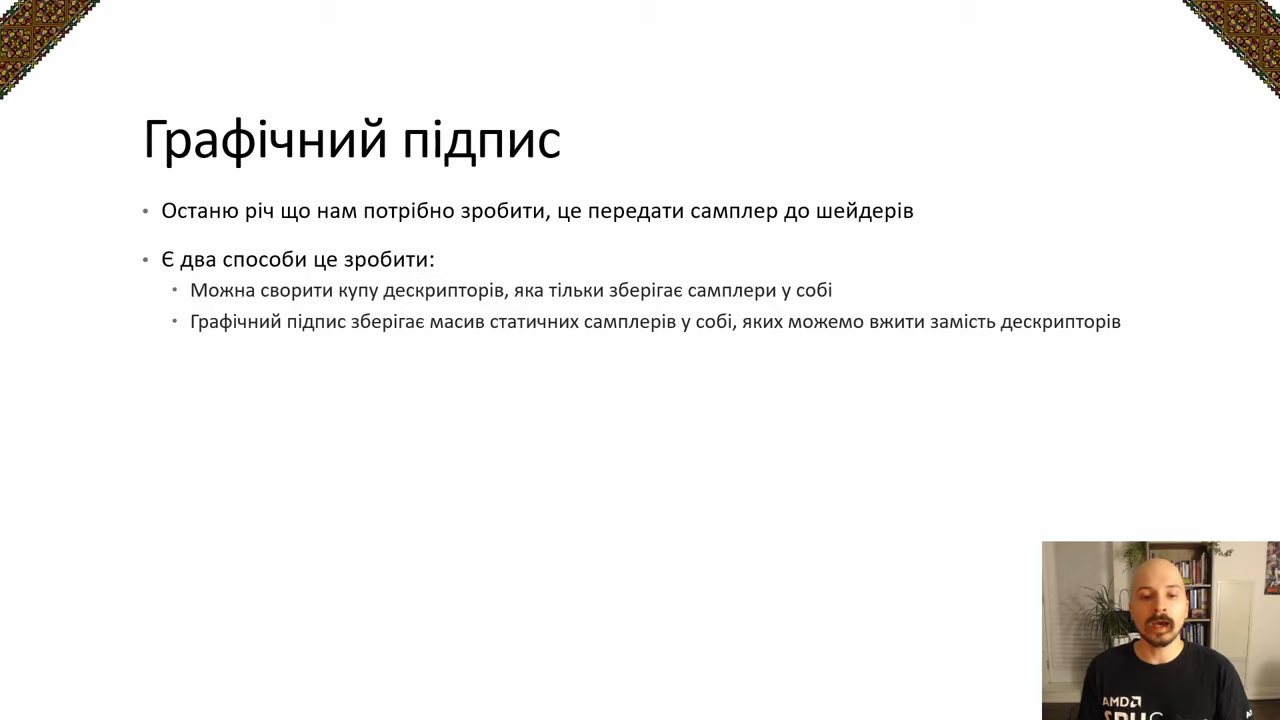 Графічний підпис
Останю річ що нам потрібно зробити, це передати самплер до шейдерів
Є два способи це зробити:
Можна сворити купу дескрипторів, яка тільки зберігає самплери у собі
Графічний підпис зберігає масив статичних самплерів у собі, яких можемо вжити замість дескрипторів
AMD